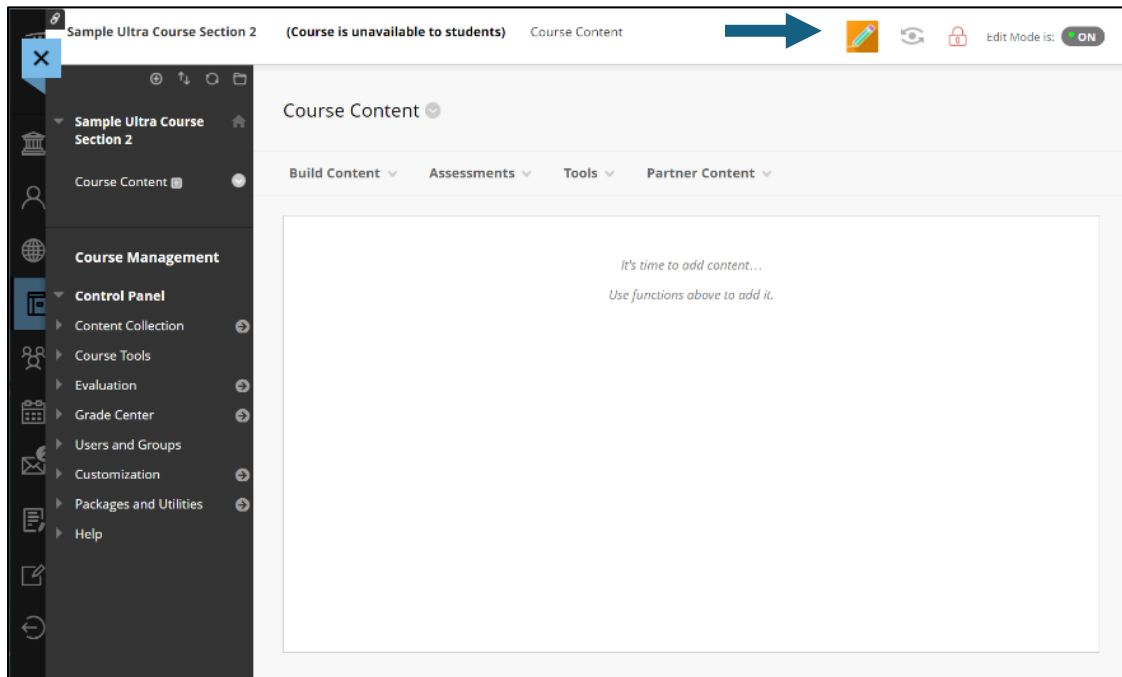 Sample Ultra Course Section 2 (Course is unavailable to students) Course Content Edit Mode is: ON
Sample Ultra Course
Section 2
Course Content
Course Management
Control Panel
Content Collection
Course Tools
Evaluation
Grade Center
Users and Groups
Customization
Packages and Utilities
Help
Course Content
Build Content Assessments Tools Partner Content
It's time to add content...
Use functions above to add it.